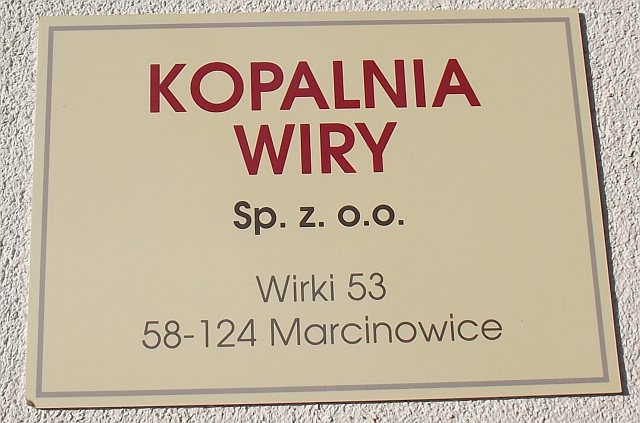 KOPALNIA
WIRY
Sp. z. o.o.
Wirki 53
58-124 Marcinowice